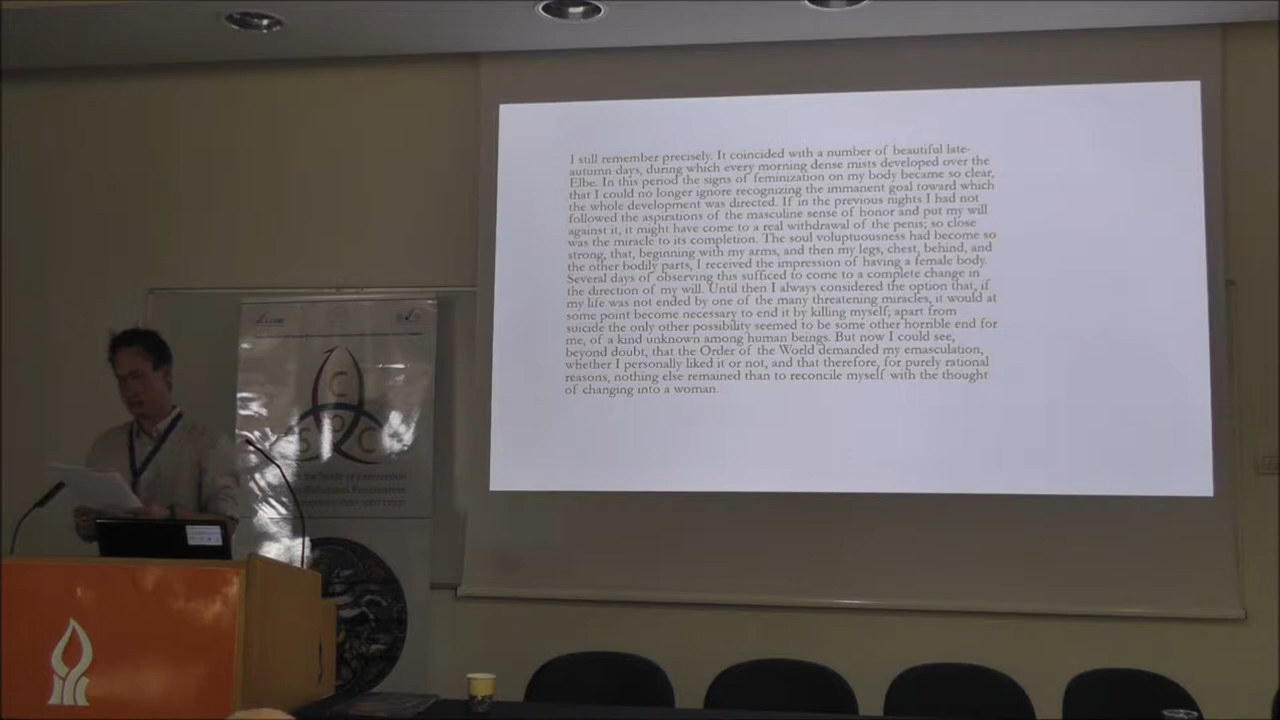 I still remember precisely. It coincided with a number of beautiful late-
autumn days, during which every morning dense mists developed over the
Elbe. In this period the signs of feminization on my body became so clear,
that I could no longer ignore recognizing the immanent goal toward which
the whole development was directed. If in the previous nights I had not
followed the aspirations of the masculine sense of honor and put my will
against it, it might have come to a real withdrawal of the penis; so close
was the miracle to its completion. The soul voluptuousness had become so
strong, that, beginning with my arms, and then my legs, chest, behind, and
the other bodily parts, I received the impression of having a female body.
Several days of observing this sufficed to come to a complete change in
the direction of my will. Until then I always considered the option that, if
my life was not ended by one of the many threatening miracles, it would at
some point become necessary to end it by killing myself; apart from
suicide the only other possibility seemed to be some other horrible end for
me, of a kind unknown among human beings. But now I could see,
beyond doubt, that the Order of the World demanded my emasculation,
whether I personally liked it or not, and that therefore, for purely rational
reasons, nothing else remained than to reconcile myself with the thought
of changing into a woman.
C
S O C